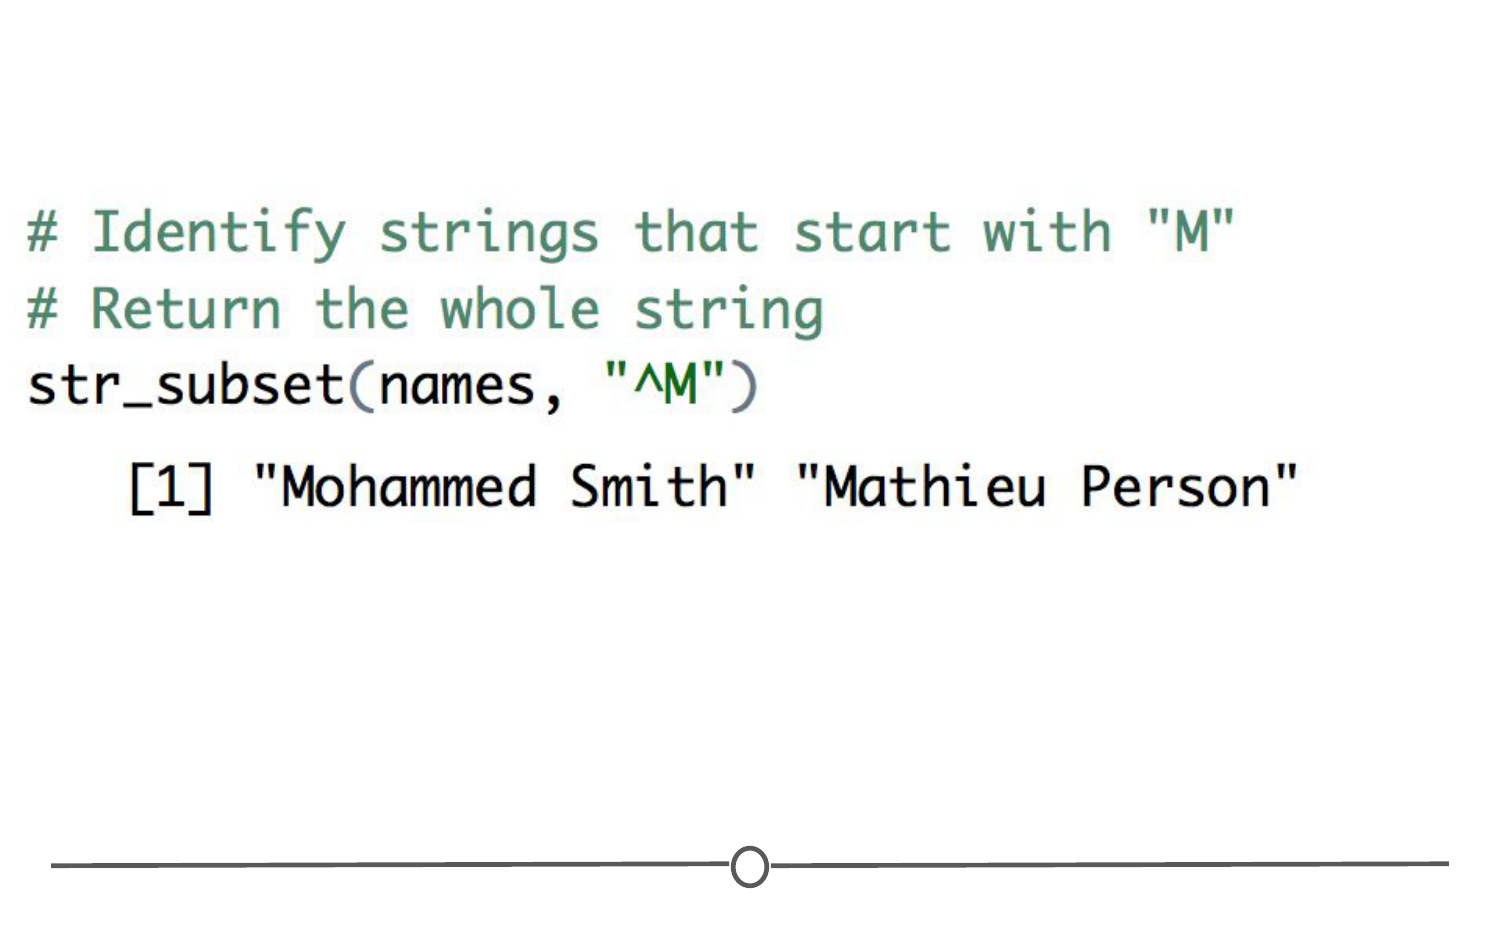 # Identify strings that start with "M"
# Return the whole string
str_subset(names, "^M")
[1] "Mohammed Smith" "Mathieu Person"